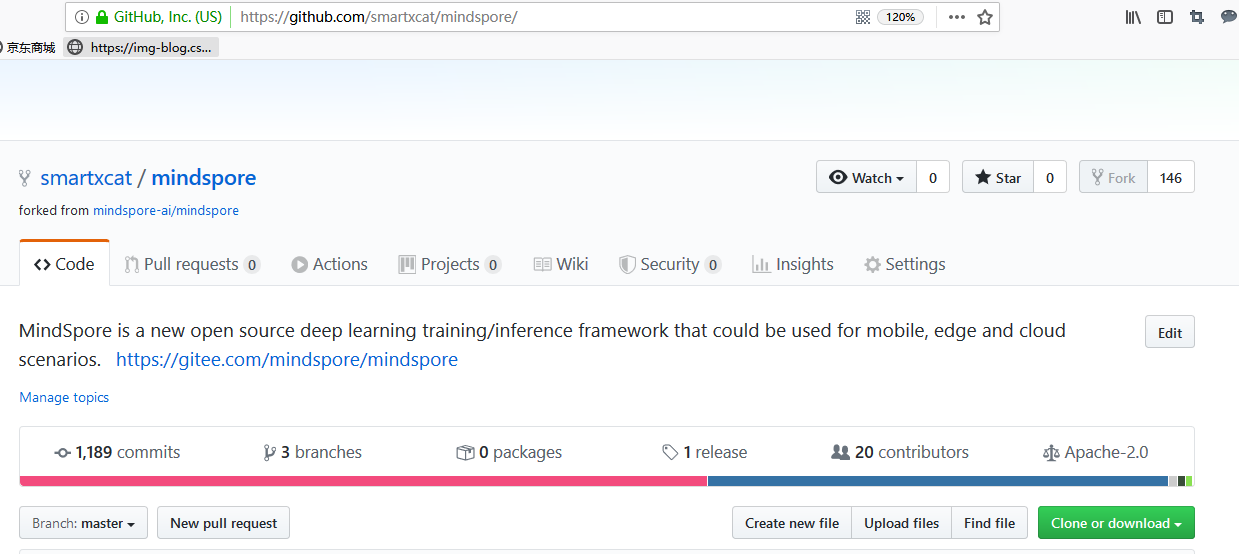 GitHub, Inc. (US) https://github.com/smartxcat/mindspore/ 120%
京东商城 https://img-blog.cs...
smartxcat / mindspore Watch 0 Star 0 Fork 146
forked from mindspore-ai/mindspore
Code Pull requests 0 Actions Projects 0 Wiki Security 0 Insights Settings
MindSpore is a new open source deep learning training/inference framework that could be used for mobile, edge and cloud
scenarios. https://gitee.com/mindspore/mindspore
Edit
Manage topics
1,189 commits 3 branches 0 packages 1 release 20 contributors Apache-2.0
Branch: master New pull request Create new file Upload files Find file Clone or download